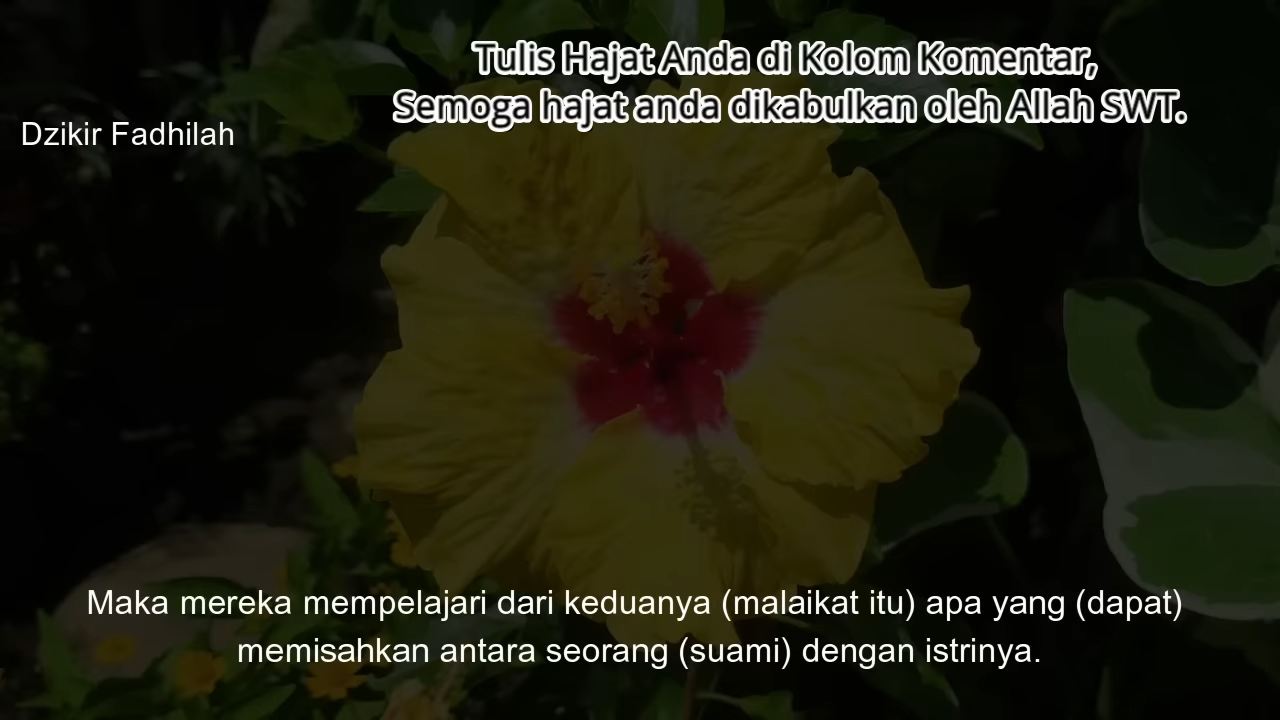 Tulis Hajat Anda di Kolom Komentar,
Semoga hajat anda dikabulkan oleh Allah SWT.
Dzikir Fadhilah
Maka mereka mempelajari dari keduanya (malaikat itu) apa yang (dapat)
memisahkan antara seorang (suami) dengan istrinya.